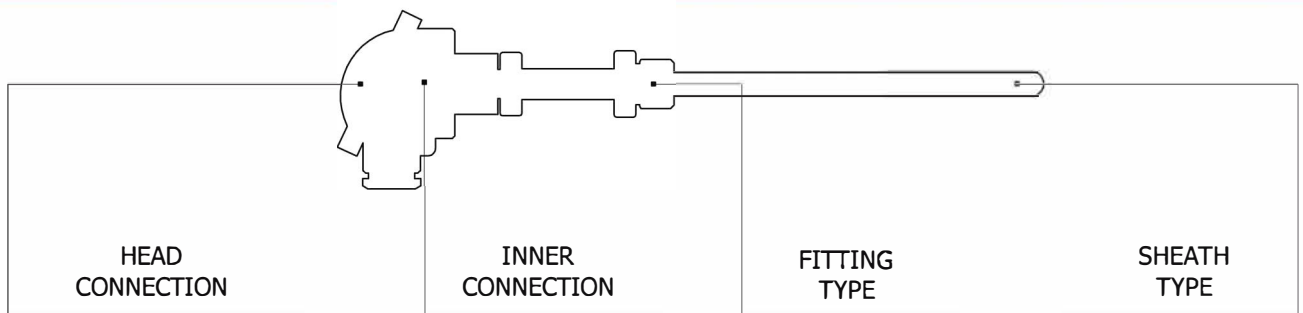 HEAD
CONNECTION
INNER
CONNECTION
FITTING
TYPE
SHEATH
TYPE